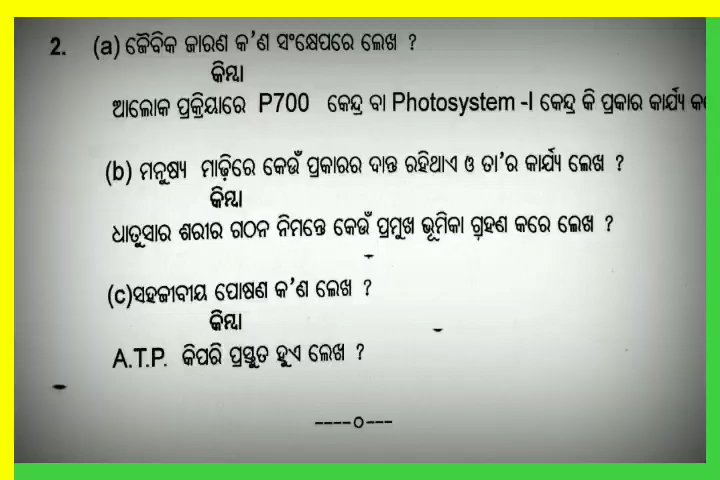 2. (a) ଜୈବିକ ଜାରଣ କ'ଣ ସଂକ୍ଷେପରେ ଲେଖ ?
କିମ୍ବା
ଆଲୋକ ପ୍ରକ୍ରିୟାରେ P700 କେନ୍ଦ୍ର ବା Photosystem -I କେନ୍ଦ୍ର କି ପ୍ରକାର କାର୍ଯ୍ୟ
(b) ମନୁଷ୍ୟ ମାଢ଼ିରେ କେଉଁ ପ୍ରକାରର ଦାନ୍ତ ରହିଥାଏ ଓ ତା'ର କାର୍ଯ୍ୟ ଲେଖ ?
କିମ୍ବା
ଧାତୁସାର ଶରୀର ଗଠନ ନିମନ୍ତେ କେଉଁ ପ୍ରମୁଖ ଭୂମିକା ଗ୍ରହଣ କରେ ଲେଖ ?
(c)ସହଜୀବୀୟ ପୋଷଣ କ'ଣ ଲେଖ ?
କିମ୍ବା
A.T.P. କିପରି ପ୍ରସ୍ତୁତ ହୁଏ ଲେଖ ?
----o---